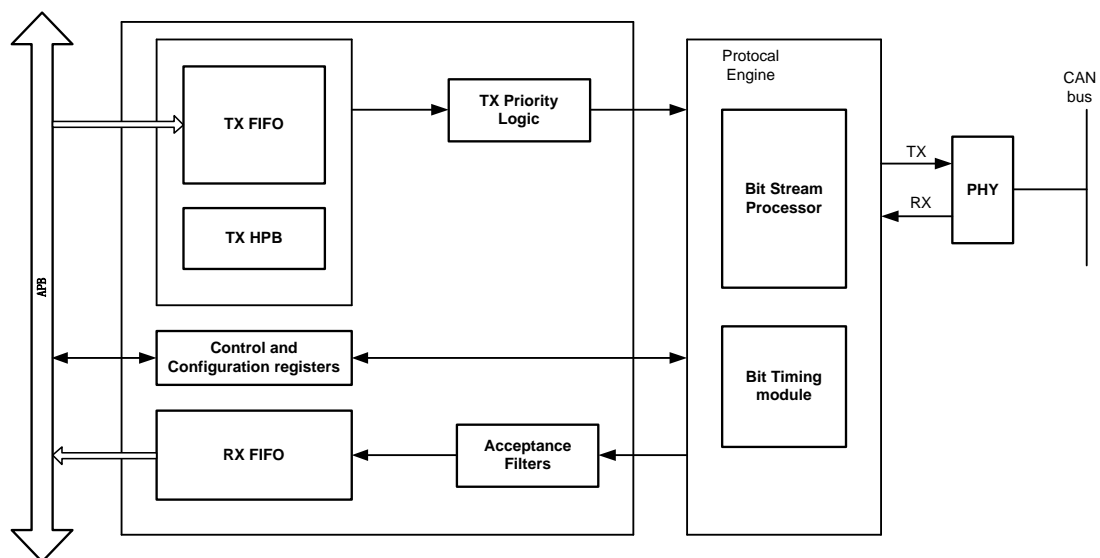 Protocal
Engine
CAN
bus
TX FIFO
TX Priority
Logic
TX
Bit Stream
Processor
PHY
RX
TX HPB
APB
Control and
Configuration registers
Bit Timing
module
RX FIFO
Acceptance
Filters